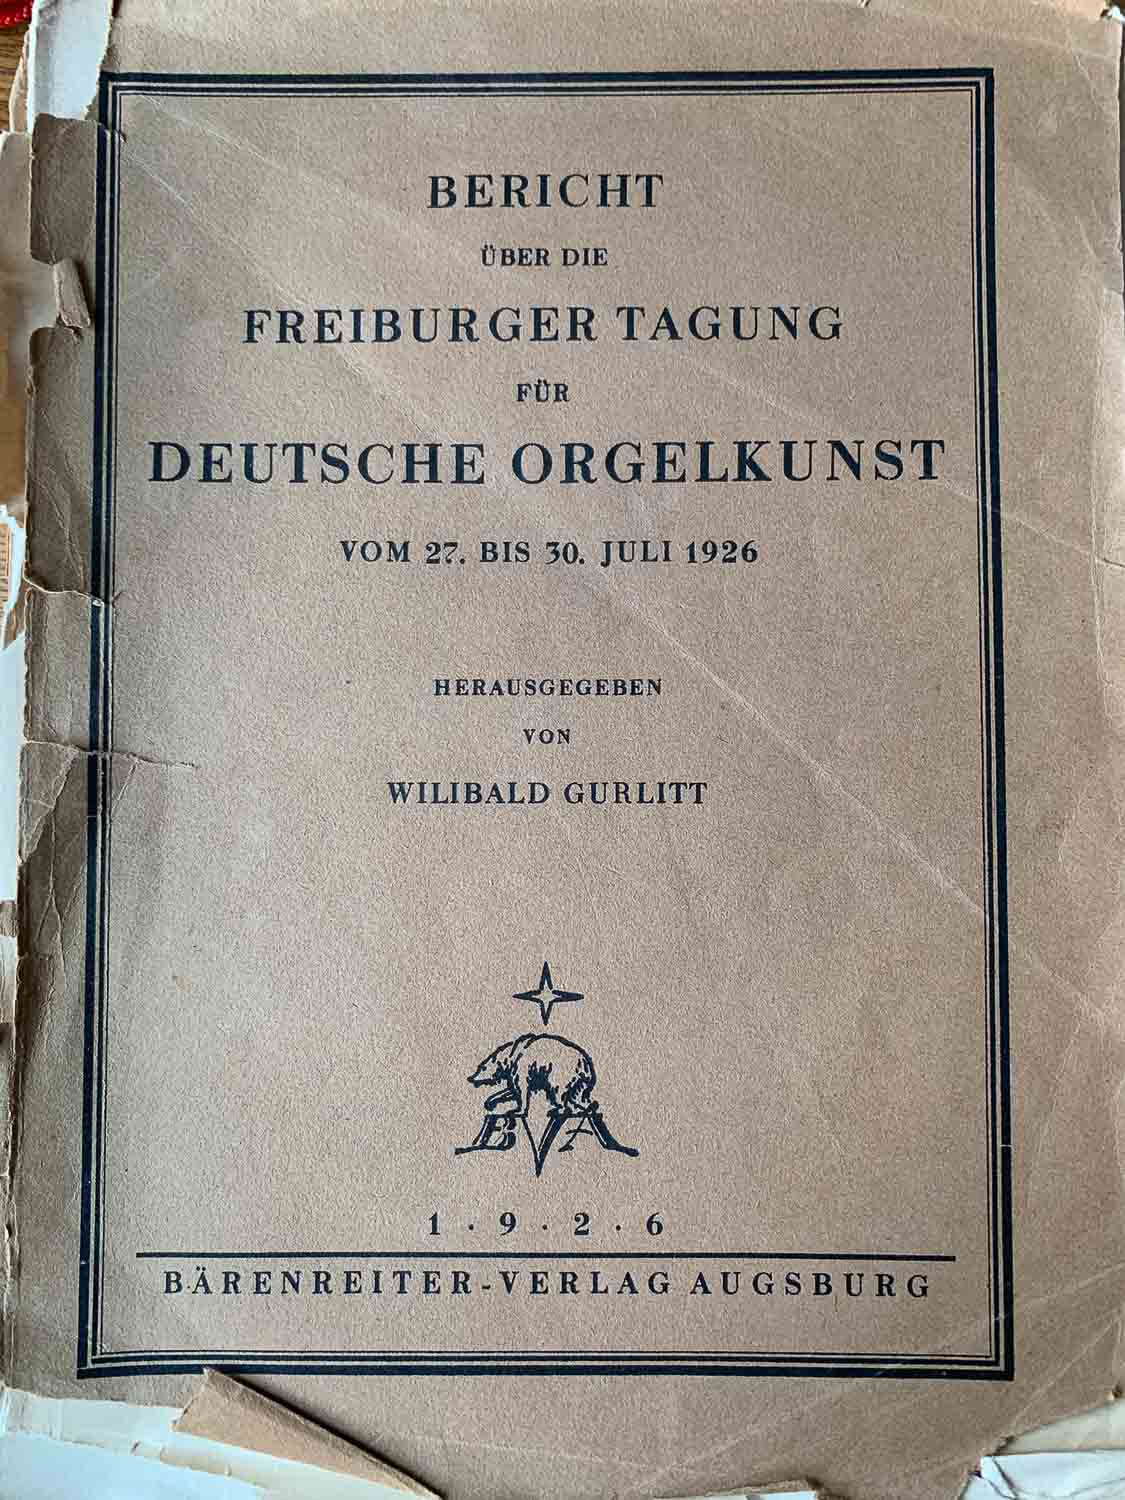 BERICHT
ÜBER DIE
FREIBURGER TAGUNG
FÜR
DEUTSCHE ORGELKUNST
VOM 27. BIS 30. JULI 1926
HERAUSGEGEBEN
VON
WILIBALD GURLITT
BVA
1 · 9 · 2 · 6
BÄRENREITER-VERLAG AUGSBURG